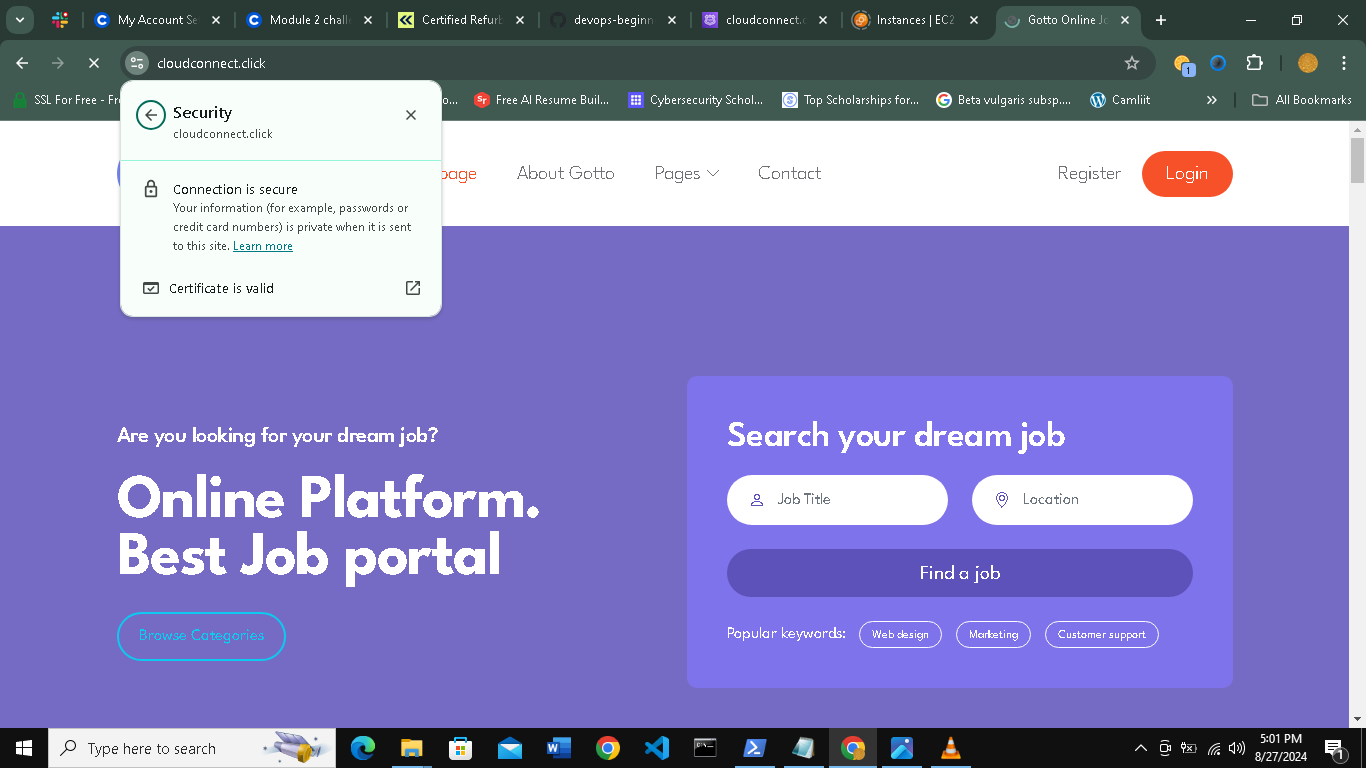 My Account Se
Module 2 chall
Certified Refurb
devops-beginn
cloudconnect.c
Instances | EC2
Gotto Online Jo
cloudconnect.click
1
SSL For Free - Fre
o...
Free AI Resume Buil...
Cybersecurity Schol...
Top Scholarships for...
Beta vulgaris subsp....
Camliit
All Bookmarks
Security
cloudconnect.click
Connection is secure
Your information (for example, passwords or
credit card numbers) is private when it is sent
to this site. Learn more
Certificate is valid
page
About Gotto
Pages
Contact
Register
Login
Are you looking for your dream job?
Online Platform.
Best Job portal
Browse Categories
Search your dream job
Job Title
Location
Find a job
Popular keywords:
Web design
Marketing
Customer support
Type here to search
5:01 PM
8/27/2024
1